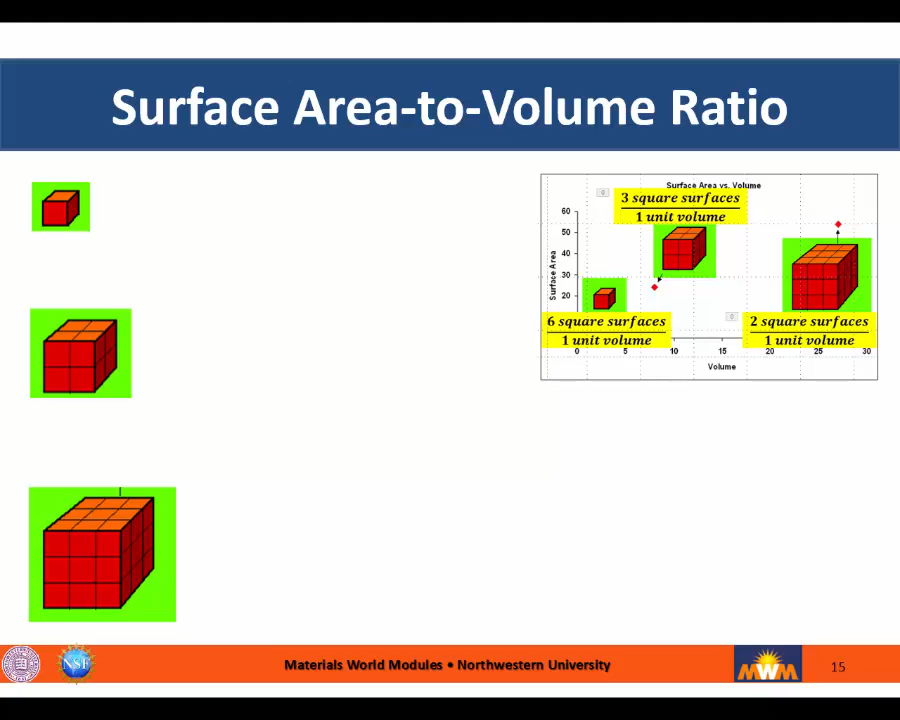 Surface Area-to-Volume Ratio
Surface Area vs. Volume
3 square surfaces
1 unit volume
60
50
40
30
20
Surface Area
6 square surfaces
1 unit volume
2 square surfaces
1 unit volume
0 5 10 15 20 25 30
Volume
Materials World Modules • Northwestern University
NSF
MWM
15